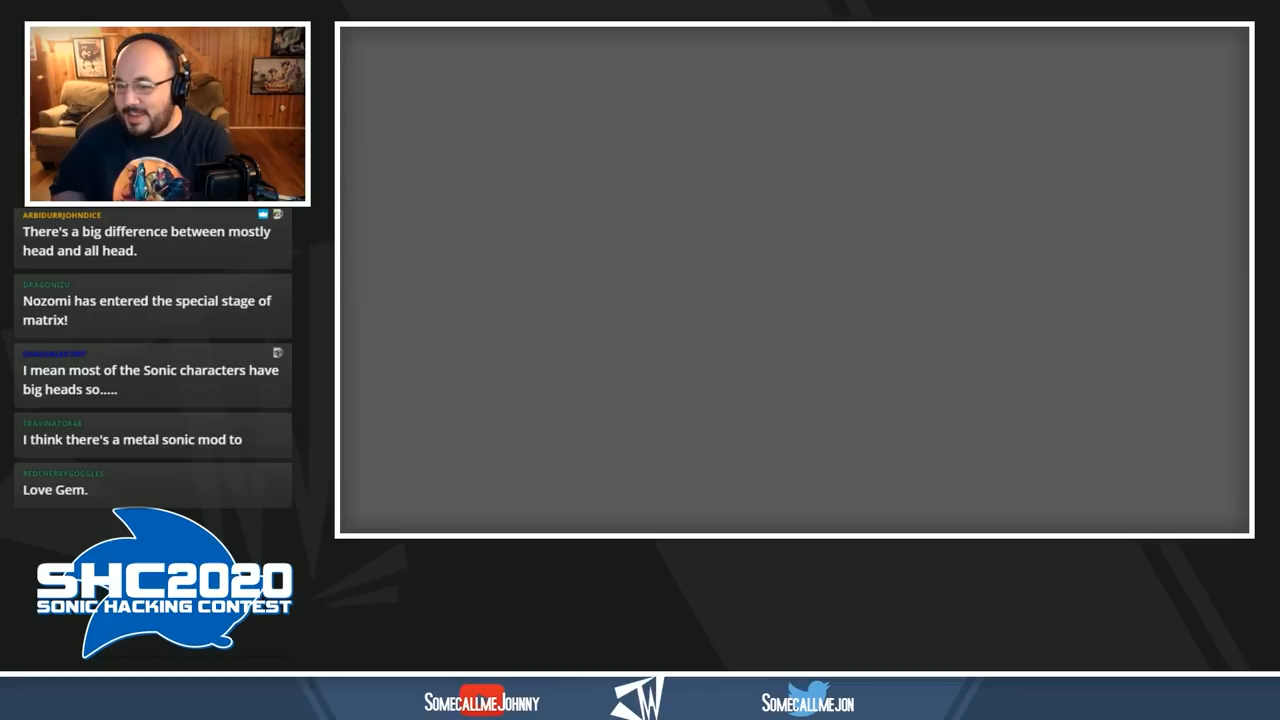 ARBIDURRJOHNDICE
There's a big difference between mostly
head and all head.
DRAGONIZU
Nozomi has entered the special stage of
matrix!
I mean most of the Sonic characters have
big heads so.....
TRAVINATOR48
I think there's a metal sonic mod to
REDCHERRYGOGGLES
Love Gem.
SHC2020
SONIC HACKING CONTEST
SOMECALLMEJOHNNY
SOMECALLMEJON